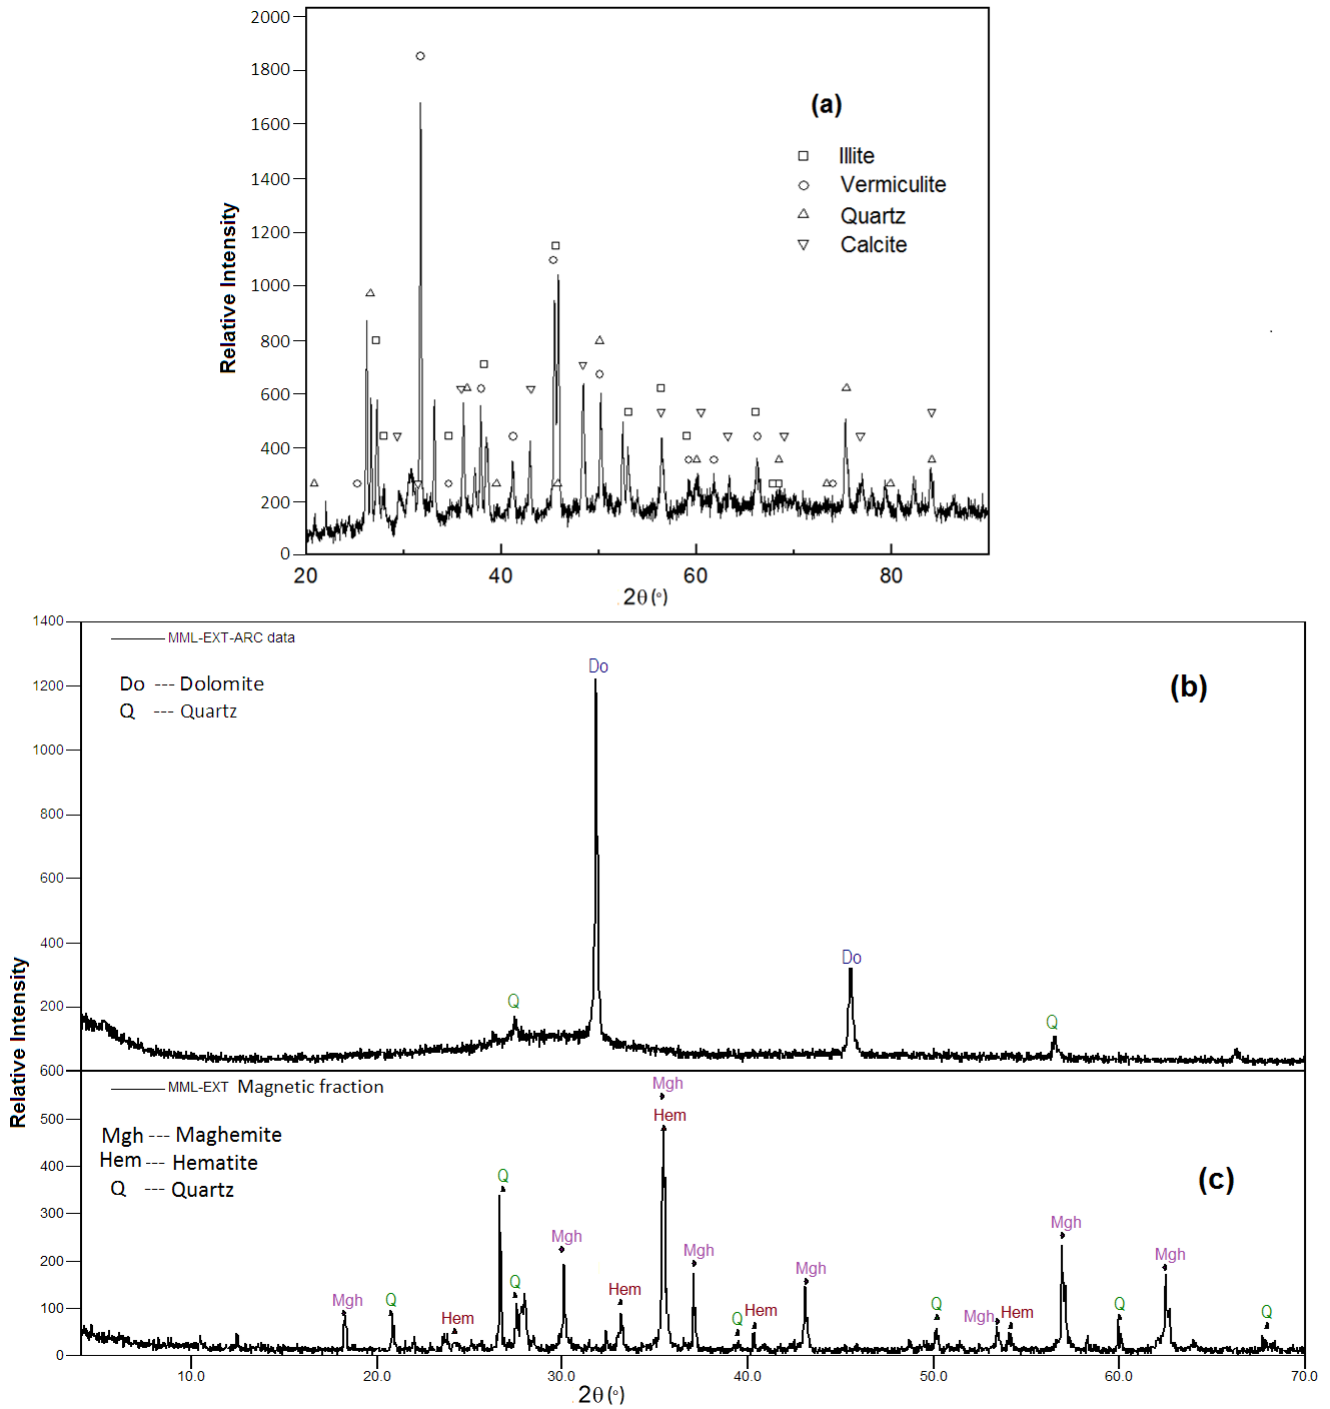 2000
1800
1600
1400
1200
1000
800
600
400
200
0
Relative Intensity
(a)
Illite
Vermiculite
Quartz
Calcite
20 40 60 80
2θ (°)
1400
1200
1000
800
600
400
200
600
500
400
300
200
100
0
Relative Intensity
MML-EXT-ARC data
Do --- Dolomite
Q --- Quartz
(b)
Do
Do
Q
Q
MML-EXT Magnetic fraction
Mgh --- Maghemite
Hem --- Hematite
Q --- Quartz
(c)
Mgh
Hem
Q
Mgh
Q
Mgh
Q
Hem
Mgh
Hem
Q
Hem
Mgh
Q
Mgh
Hem
Mgh
Q
Mgh
Q
10.0 20.0 30.0 40.0 50.0 60.0 70.0
2θ (°)